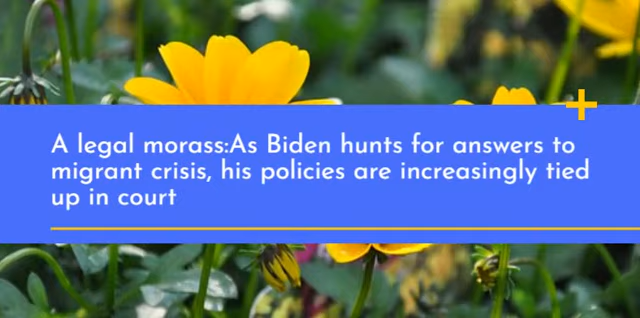 A legal morass:As Biden hunts for answers to
migrant crisis, his policies are increasingly tied
up in court